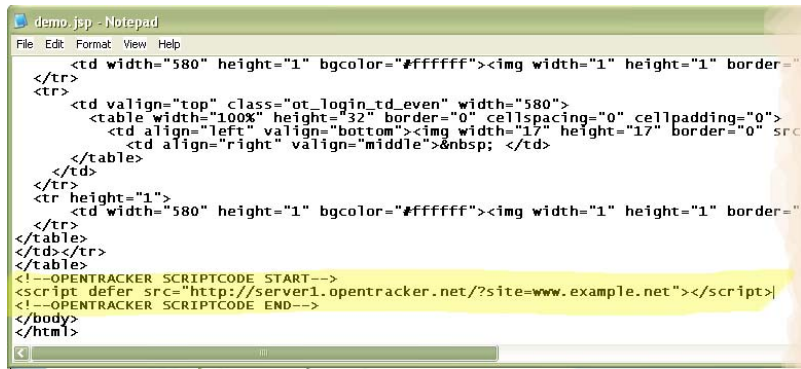 demo.jsp - Notepad
File Edit Format View Help
<td width="580" height="1" bgcolor="#ffffff"><img width="1" height="1" border="
</tr>
<tr>
<td valign="top" class="ot_login_td_even" width="580">
<table width="100%" height="32" border="0" cellspacing="0" cellpadding="0">
<td align="left" valign="bottom"><img width="17" height="17" border="0" src
<td align="right" valign="middle">&nbsp; </td>
</table>
</td>
</tr>
<tr height="1">
<td width="580" height="1" bgcolor="#ffffff"><img width="1" height="1" border="
</tr>
</table>
</td></tr>
</table>
<!--OPENTRACKER SCRIPTCODE START-->
<script defer src="http://server1.opentracker.net/?site=www.example.net"></script>
<!--OPENTRACKER SCRIPTCODE END-->
</body>
</html>